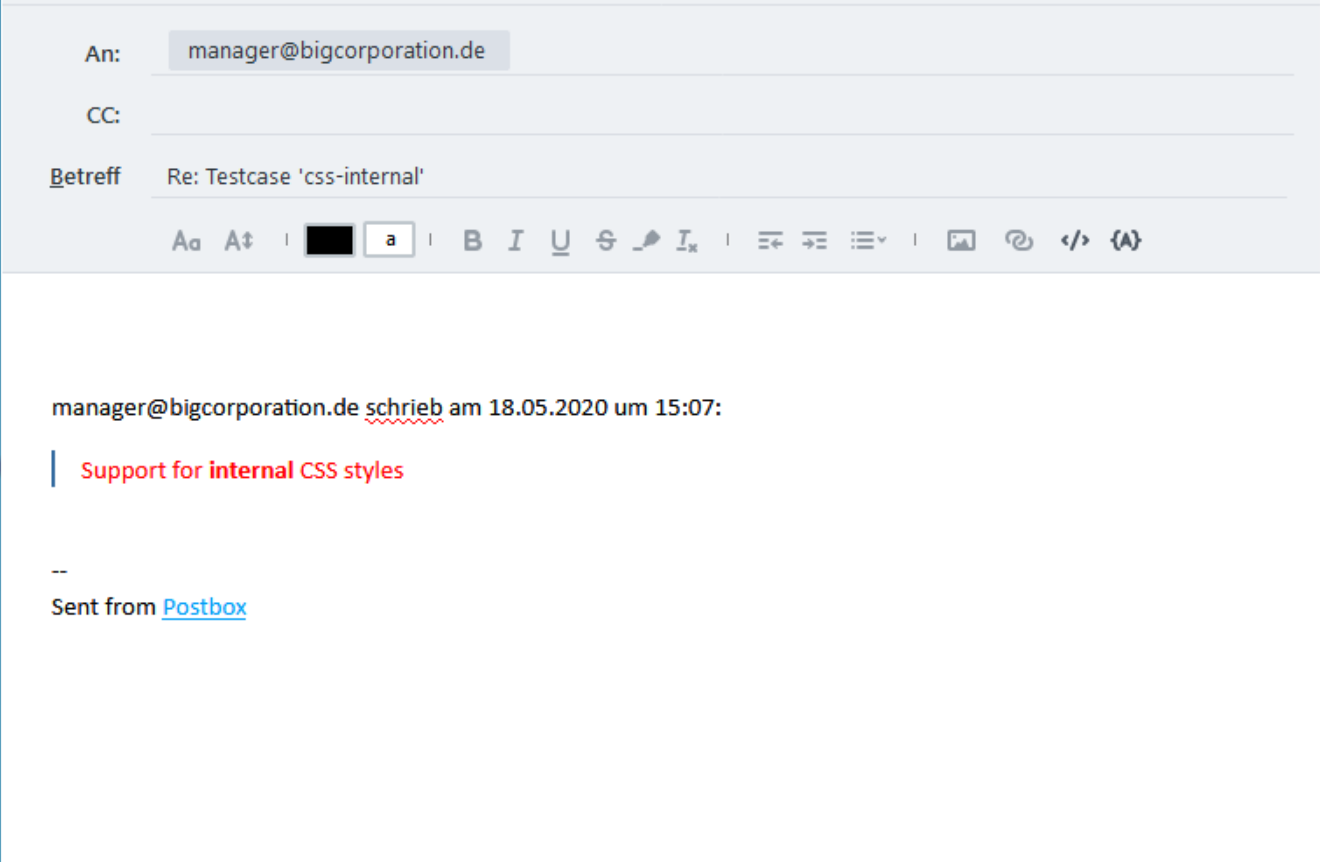 An: manager@bigcorporation.de
CC:
Betreff Re: Testcase 'css-internal'
Aa A a B I U S Ix </> {A}
manager@bigcorporation.de schrieb am 18.05.2020 um 15:07:
Support for internal CSS styles
--
Sent from Postbox